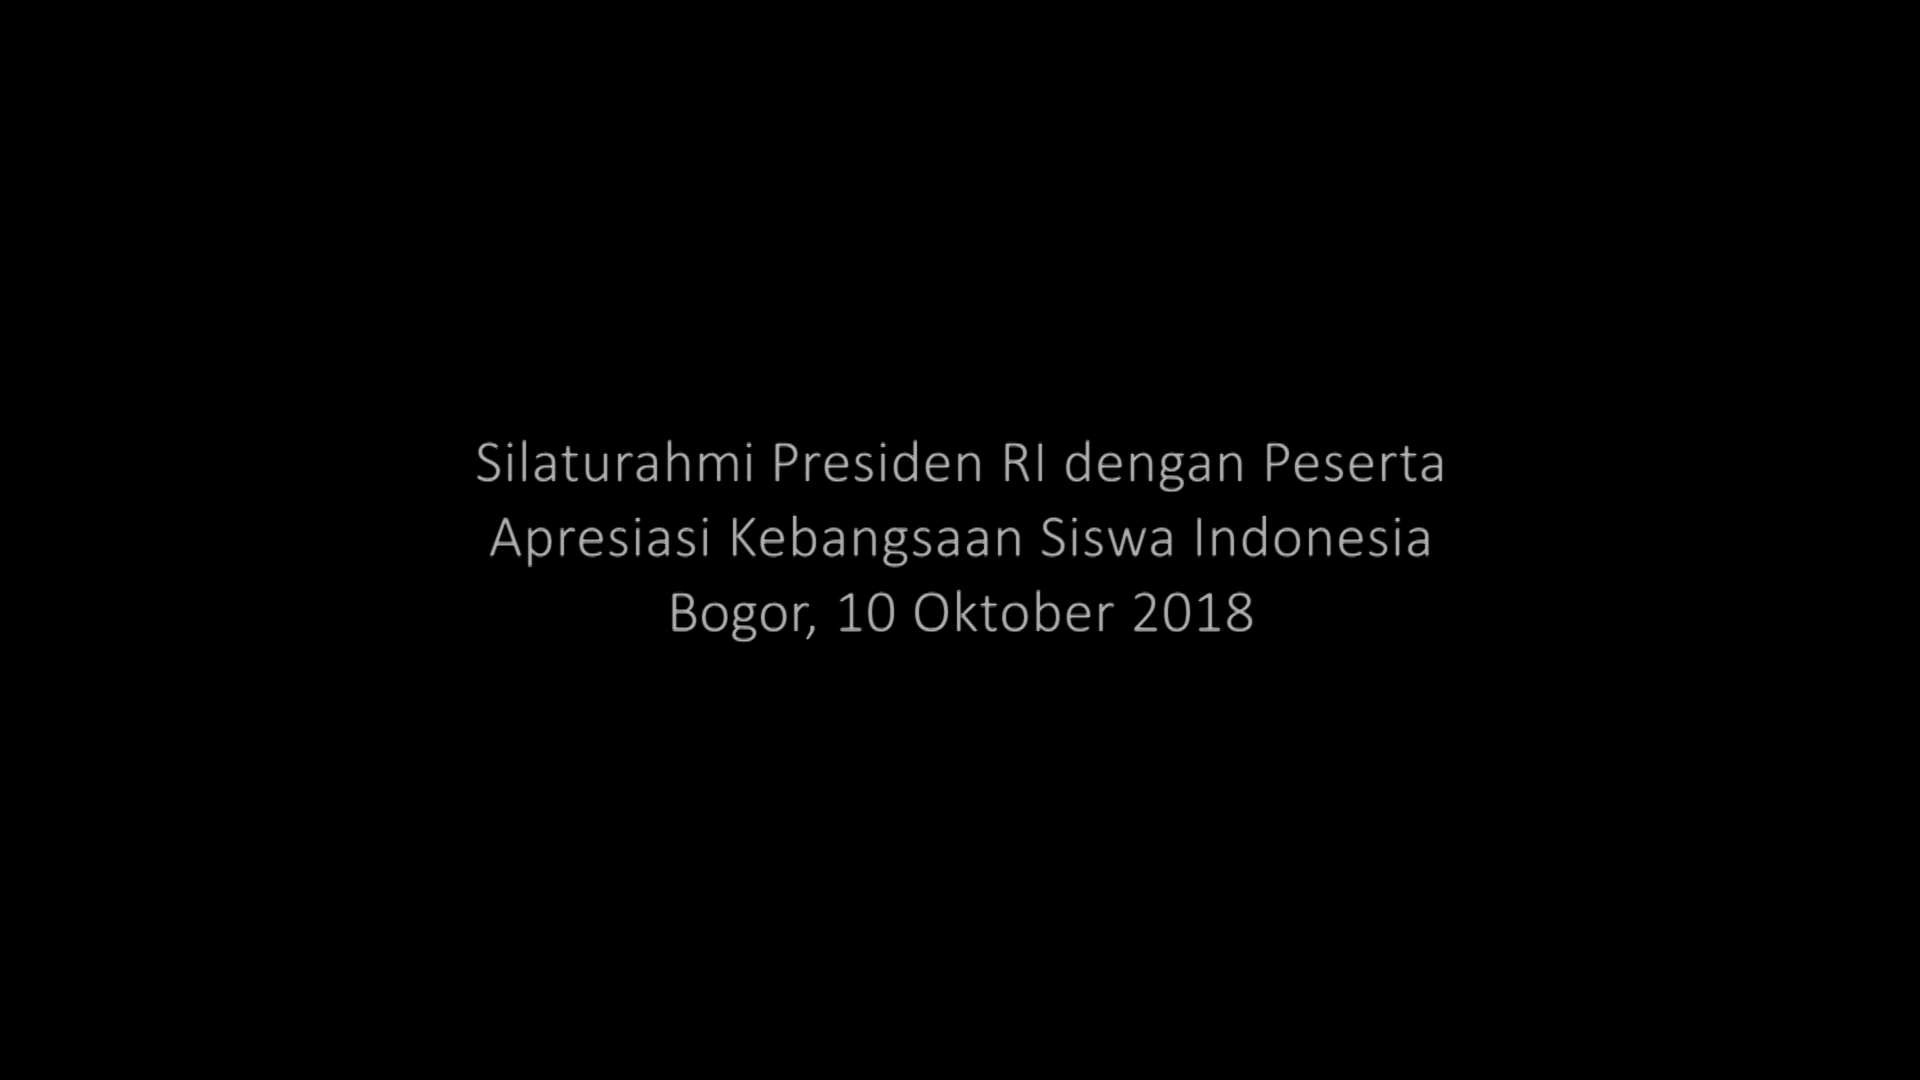 Silaturahmi Presiden RI dengan Peserta
Apresiasi Kebangsaan Siswa Indonesia
Bogor, 10 Oktober 2018